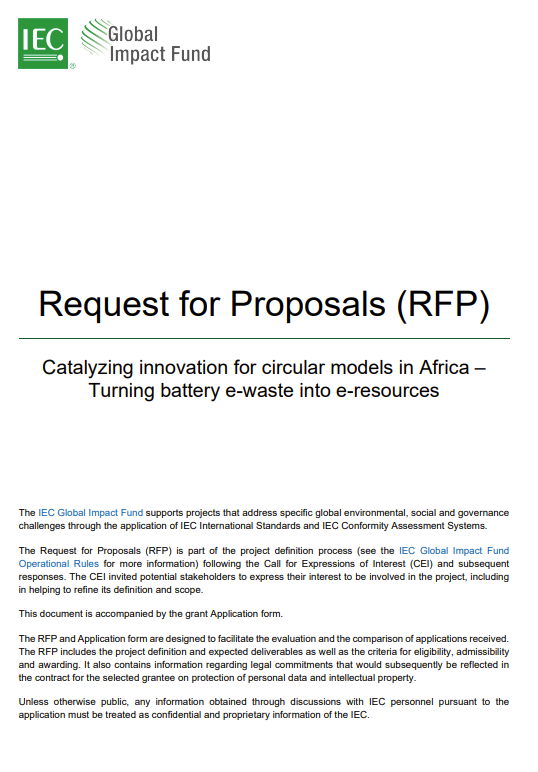 IEC
®
Global
Impact Fund
Request for Proposals (RFP)
Catalyzing innovation for circular models in Africa –
Turning battery e-waste into e-resources
The IEC Global Impact Fund supports projects that address specific global environmental, social and governance
challenges through the application of IEC International Standards and IEC Conformity Assessment Systems.
The Request for Proposals (RFP) is part of the project definition process (see the IEC Global Impact Fund
Operational Rules for more information) following the Call for Expressions of Interest (CEI) and subsequent
responses. The CEI invited potential stakeholders to express their interest to be involved in the project, including
in helping to refine its definition and scope.
This document is accompanied by the grant Application form.
The RFP and Application form are designed to facilitate the evaluation and the comparison of applications received.
The RFP includes the project definition and expected deliverables as well as the criteria for eligibility, admissibility
and awarding. It also contains information regarding legal commitments that would subsequently be reflected in
the contract for the selected grantee on protection of personal data and intellectual property.
Unless otherwise public, any information obtained through discussions with IEC personnel pursuant to the
application must be treated as confidential and proprietary information of the IEC.